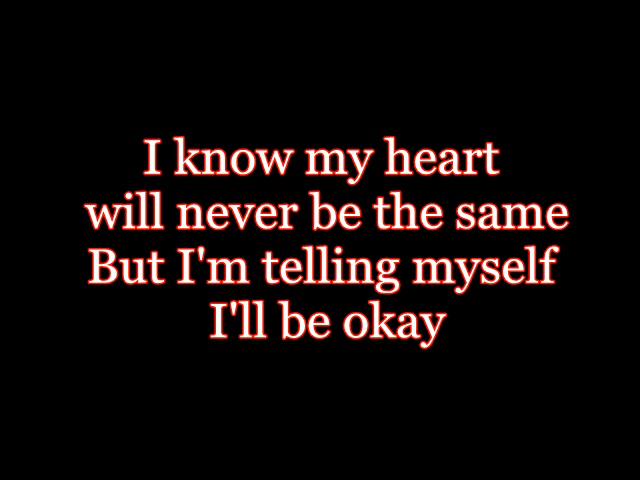 I know my heart
will never be the same
But I'm telling myself
I'll be okay